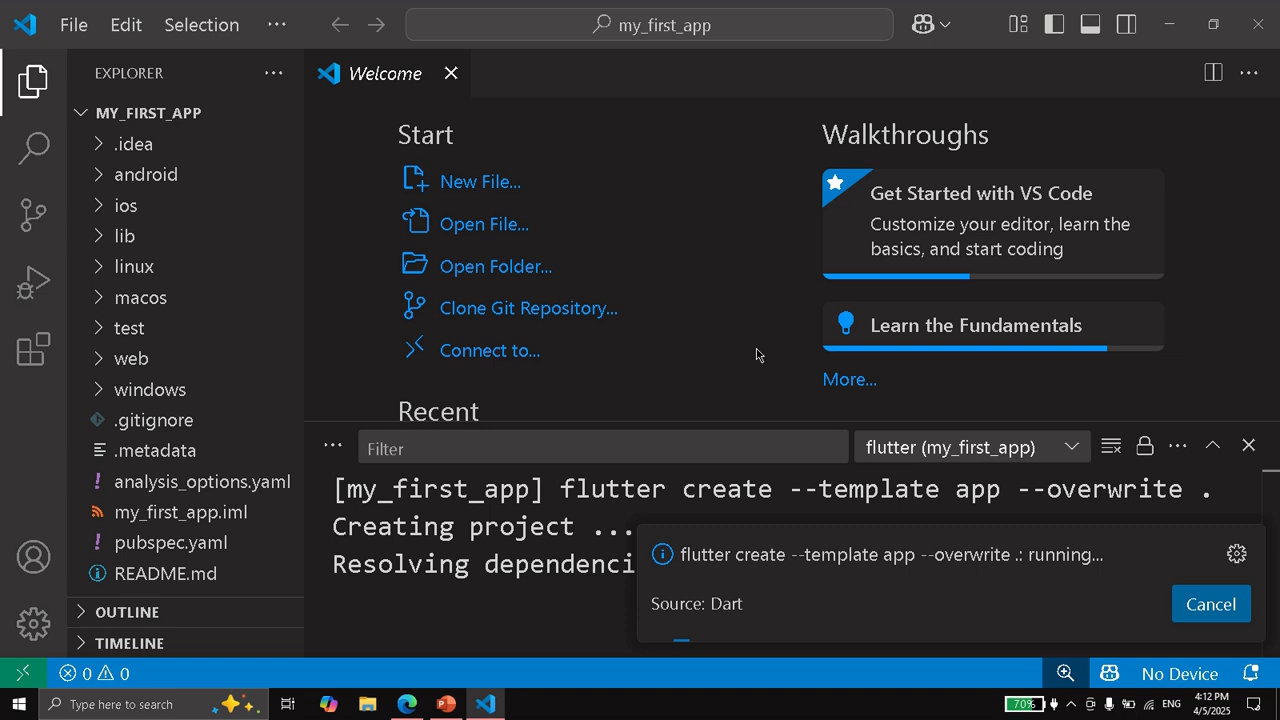 File Edit Selection ...
my_first_app
EXPLORER
Welcome
MY_FIRST_APP
.idea
android
ios
lib
linux
macos
test
web
windows
.gitignore
.metadata
analysis_options.yaml
my_first_app.iml
pubspec.yaml
README.md
OUTLINE
TIMELINE
Start
New File...
Open File...
Open Folder...
Clone Git Repository...
Connect to...
Recent
Walkthroughs
Get Started with VS Code
Customize your editor, learn the
basics, and start coding
Learn the Fundamentals
More...
Filter
flutter (my_first_app)
[my_first_app] flutter create --template app --overwrite .
Creating project ...
Resolving dependenci
flutter create --template app --overwrite .: running...
Source: Dart
Cancel
0 0
No Device
Type here to search
70%
ENG
4:12 PM
4/5/2025